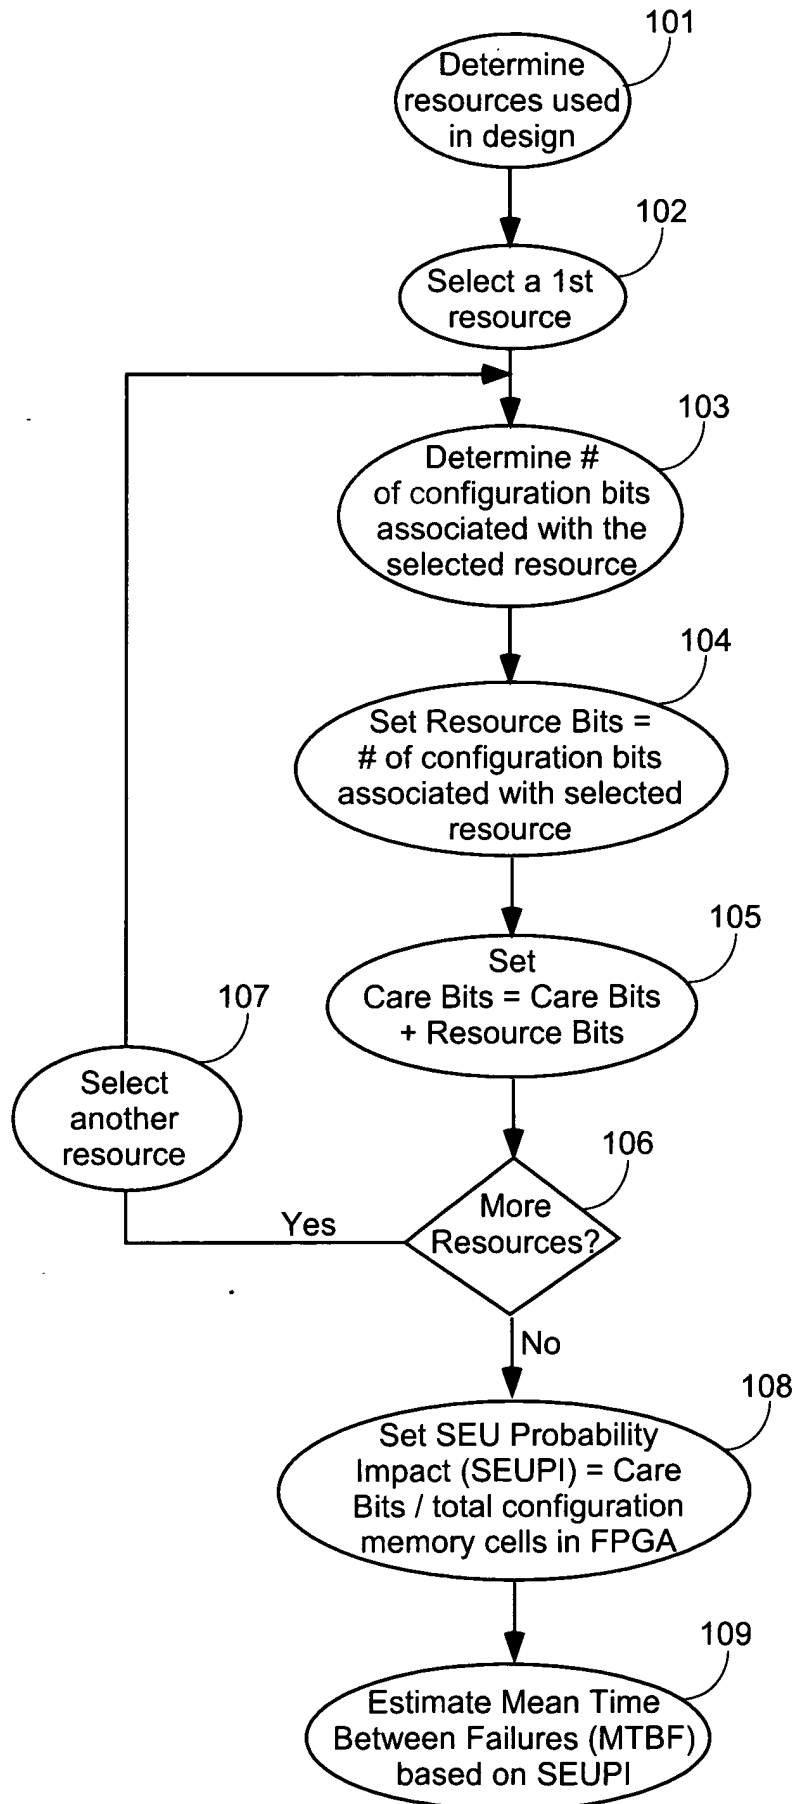 101
Determine
resources used
in design
102
Select a 1st
resource
103
Determine #
of configuration bits
associated with the
selected resource
104
Set Resource Bits =
# of configuration bits
associated with selected
resource
105
Set
Care Bits = Care Bits
+ Resource Bits
107
Select
another
resource
106
More
Resources?
Yes
No
108
Set SEU Probability
Impact (SEUPI) = Care
Bits / total configuration
memory cells in FPGA
109
Estimate Mean Time
Between Failures (MTBF)
based on SEUPI